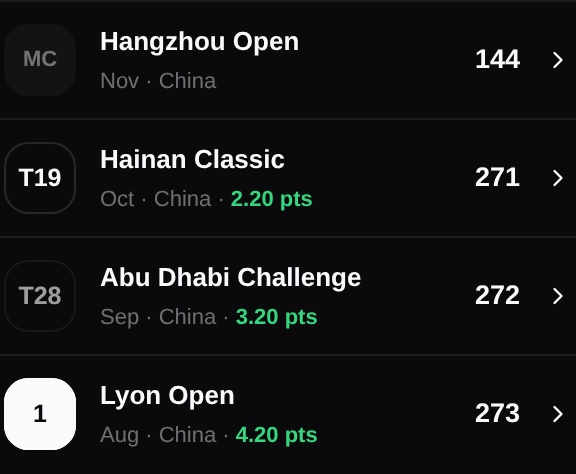 MC
Hangzhou Open
144
Nov · China
T19
Hainan Classic
271
Oct · China · 2.20 pts
T28
Abu Dhabi Challenge
272
Sep · China · 3.20 pts
1
Lyon Open
273
Aug · China · 4.20 pts